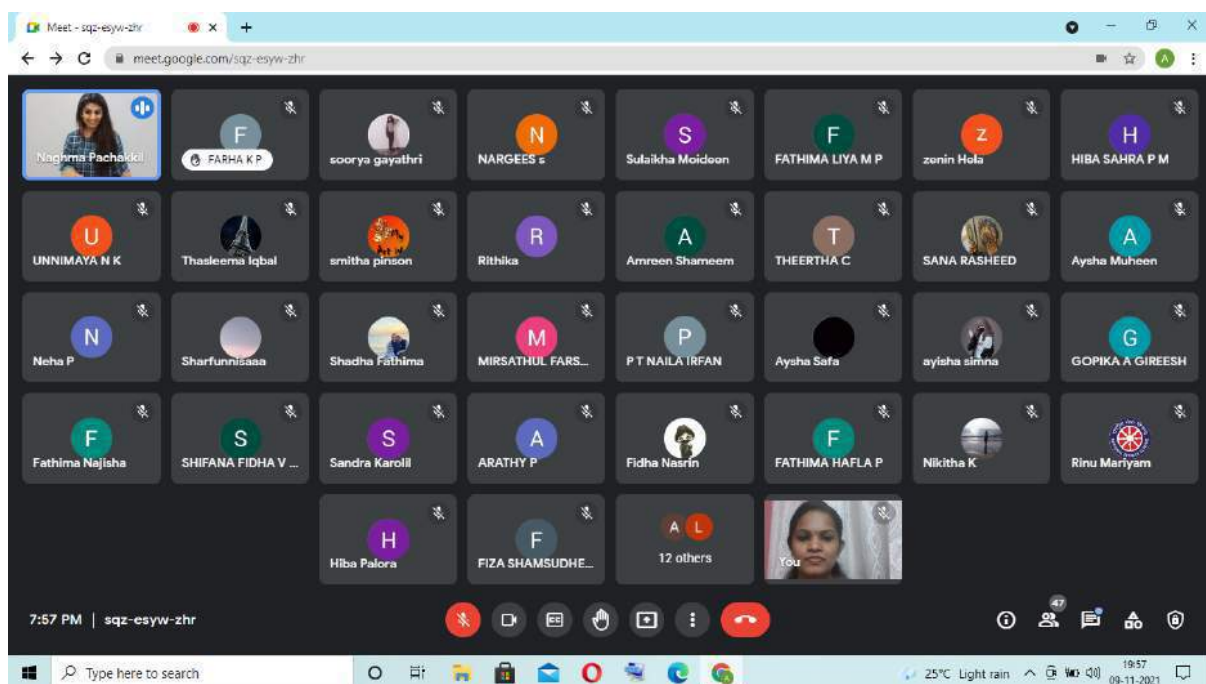 Meet - sqz-esyw-zhr
meet.google.com/sqz-esyw-zhr
A
Naghma Pachakkil
F
FARHA K P
soorya gayathri
N
NARGEES s
S
Sulaikha Moideen
F
FATHIMA LIYA M P
z
zenin Hela
H
HIBA SAHRA P M
U
UNNIMAYA N K
Thasleema Iqbal
smitha pinson
R
Rithika
A
Amreen Shameem
T
THEERTHA C
SANA RASHEED
A
Aysha Muheen
N
Neha P
Sharfunnisaaa
Shadha Fathima
M
MIRSATHUL FARS...
P
P T NAILA IRFAN
Aysha Safa
ayisha simna
G
GOPIKA A GIREESH
F
Fathima Najisha
S
SHIFANA FIDHA V ...
S
Sandra Karolil
A
ARATHY P
Fidha Nasrin
F
FATHIMA HAFLA P
Nikitha K
Rinu Mariyam
H
Hiba Palora
F
FIZA SHAMSUDHE...
A L
12 others
You
7:57 PM | sqz-esyw-zhr
CC
47
Type here to search
25°C Light rain
19:57
09-11-2021